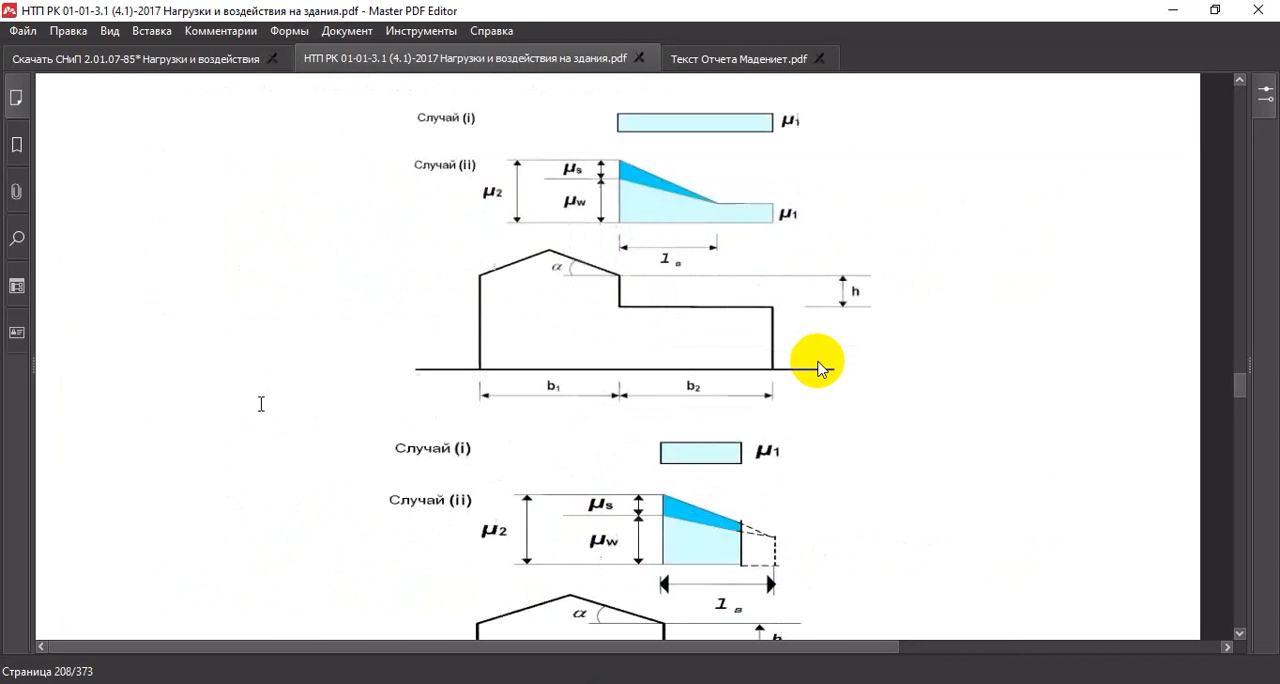 НТП РК 01-01-3.1 (4.1)-2017 Нагрузки и воздействия на здания.pdf - Master PDF Editor
Файл Правка Вид Вставка Комментарии Формы Документ Инструменты Справка
Скачать СНиП 2.01.07-85* Нагрузки и воздействия НТП РК 01-01-3.1 (4.1)-2017 Нагрузки и воздействия на здания.pdf Текст Отчета Мадениет.pdf
Случай (i) μ1
Случай (ii) μs
μ2 μw
μ1
ls
α
h
b1 b2
Случай (i) μ1
Случай (ii) μs
μ2
μw
ls
α
h
Страница 208/373